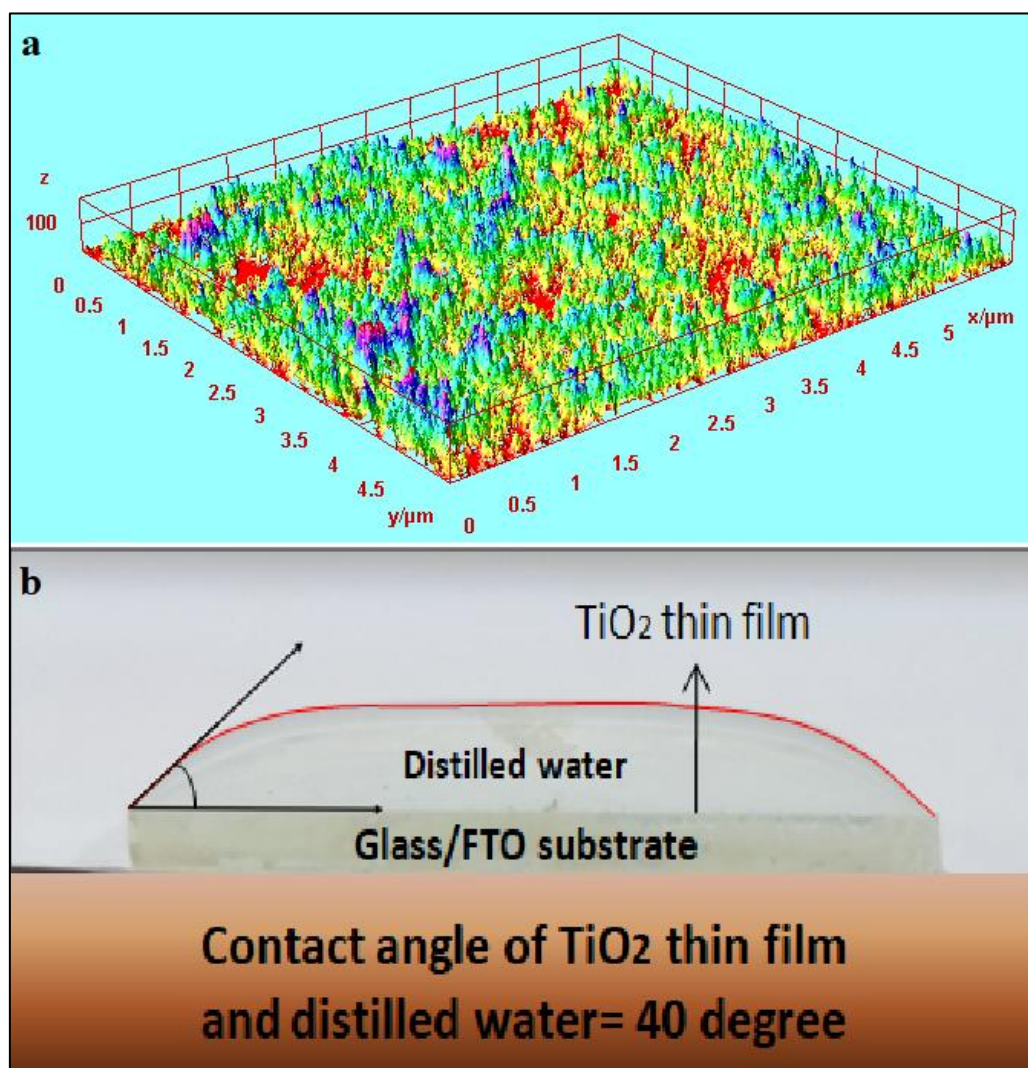 a
z
100
0
0.5
1
1.5
2
2.5
3
3.5
4
4.5
y/µm
0
0.5
1
1.5
2
2.5
3
3.5
4
4.5
5
x/µm
b
TiO2 thin film
Distilled water
Glass/FTO substrate
Contact angle of TiO2 thin film
and distilled water= 40 degree